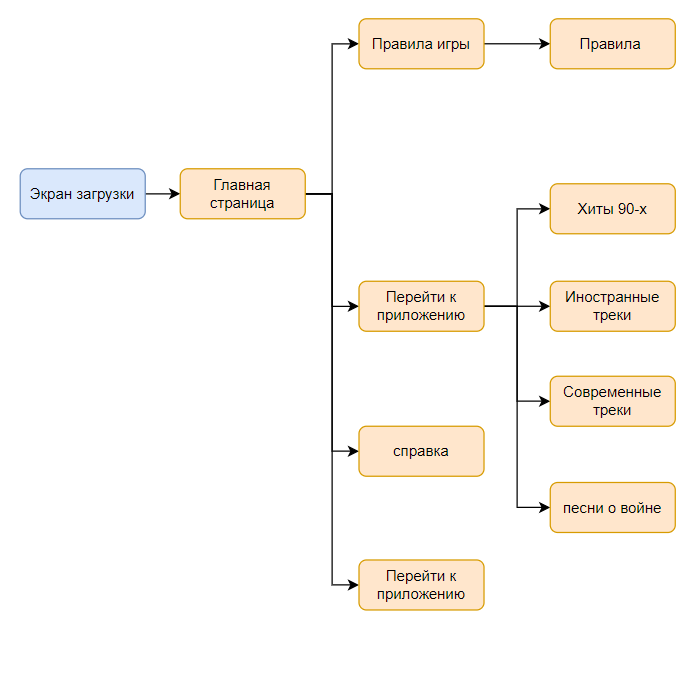 Правила игры
Правила
Экран загрузки
Главная
страница
Хиты 90-х
Перейти к
приложению
Иностранные
треки
Современные
треки
справка
песни о войне
Перейти к
приложению